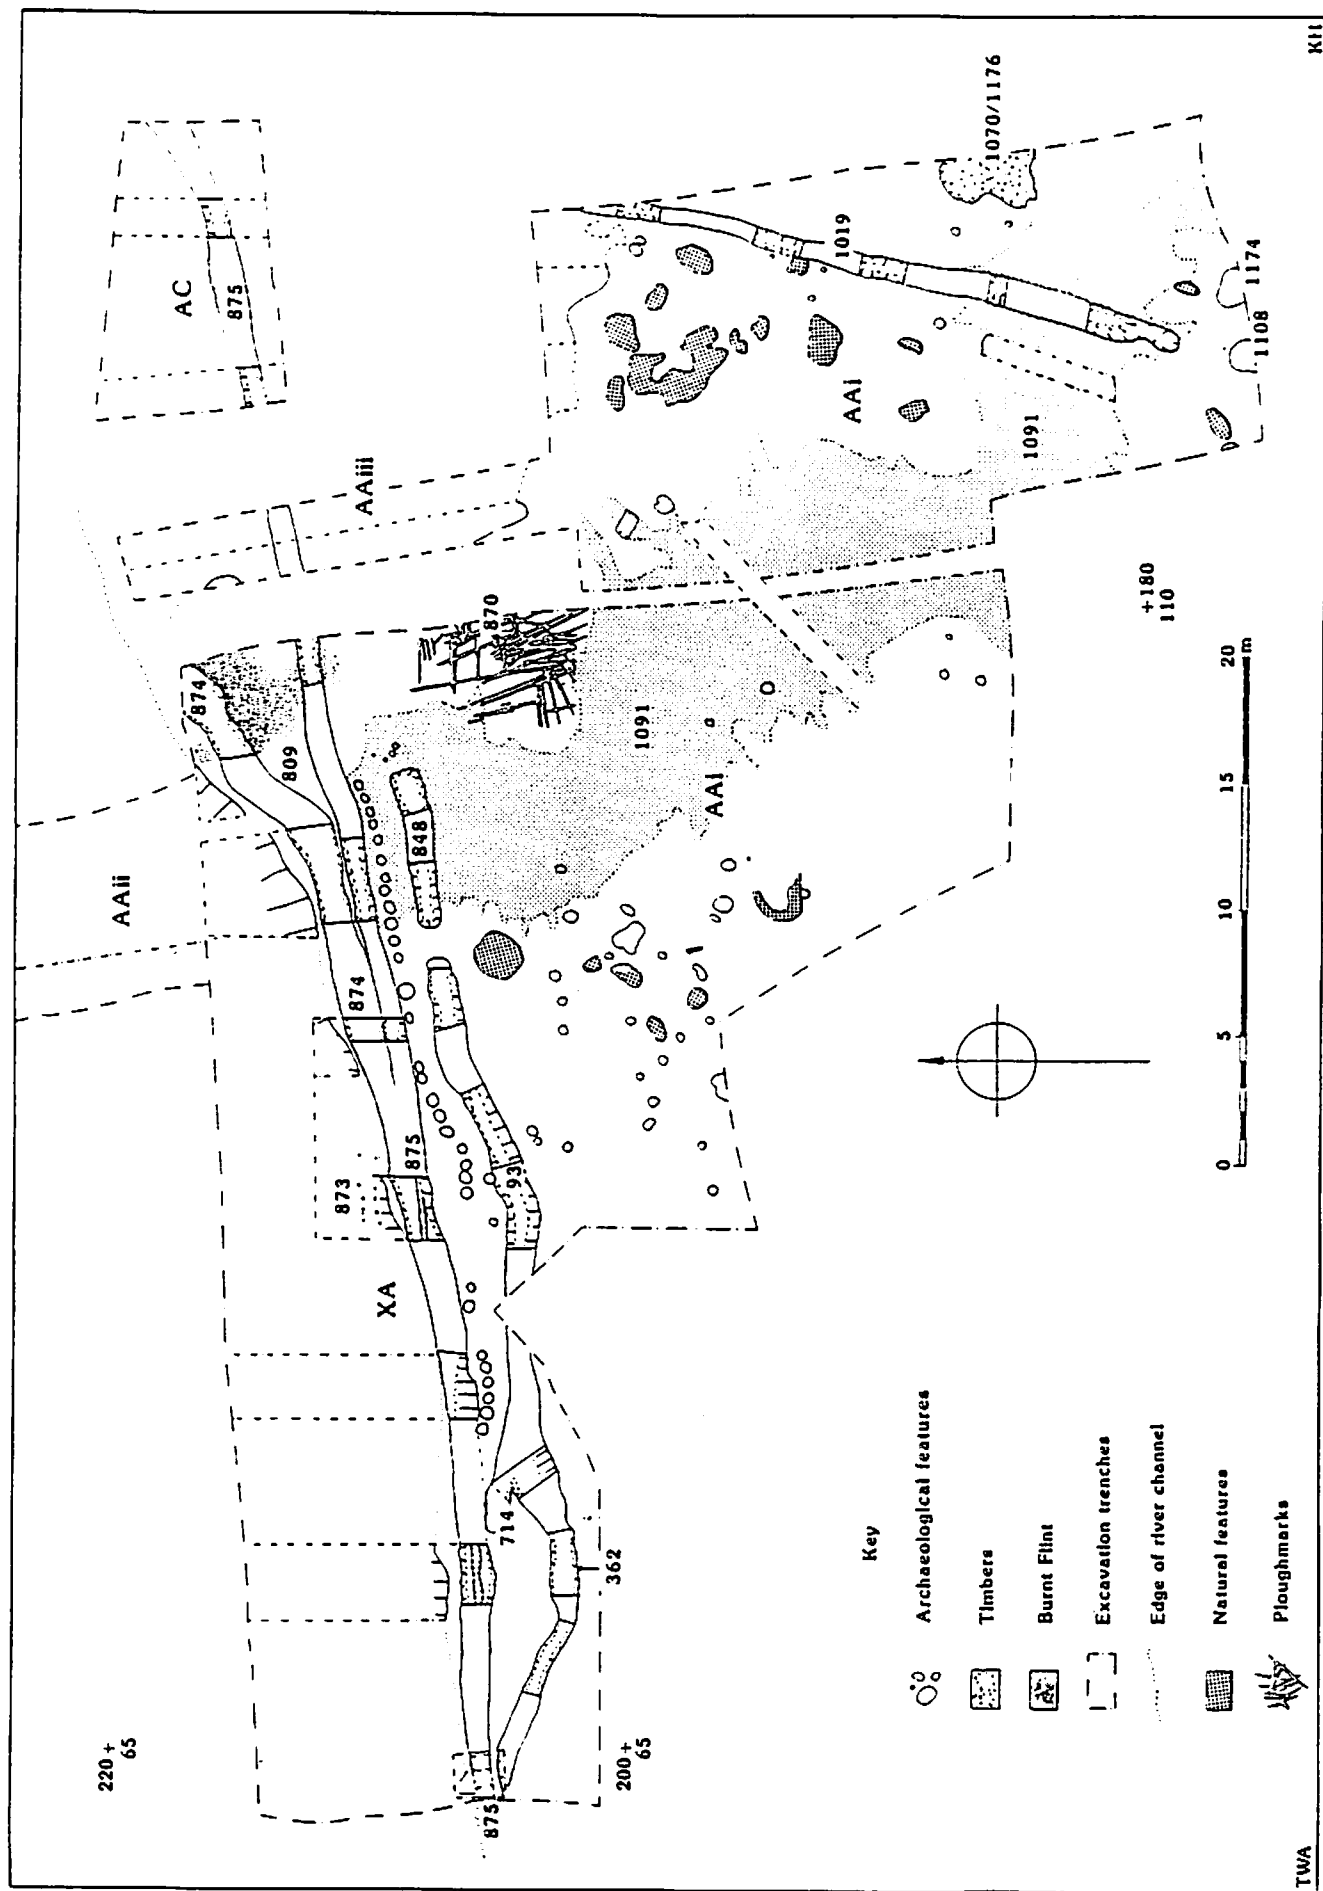 AC
875
AAii
AAiii
874
809
874
848
870
873
875
XA
1091
AAi
AAi
1091
1019
1070/1176
1108
1174
93
714
362
875
220+
65
200+
65
+180
110
0
5
10
15
20
m
Key
Archaeological features
Timbers
Burnt Flint
Excavation trenches
Edge of river channel
Natural features
Ploughmarks
TWA